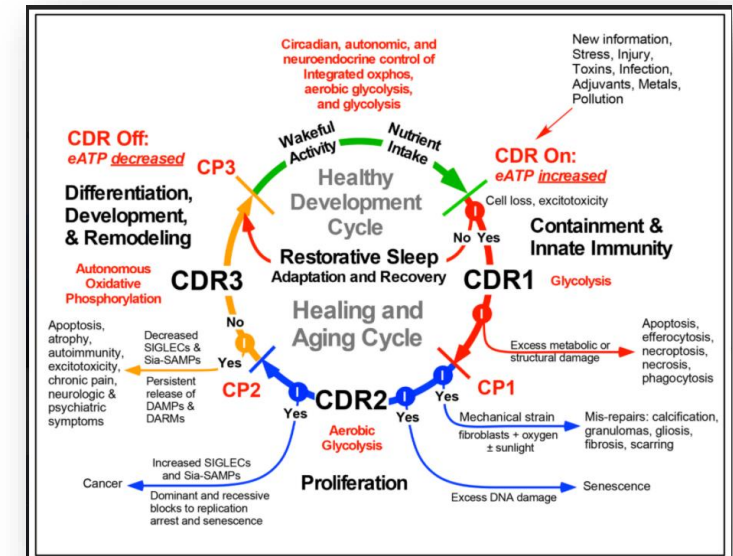 Circadian, autonomic, and
neuroendocrine control of
Integrated oxphos,
aerobic glycolysis,
and glycolysis
New information,
Stress, Injury,
Toxins, Infection,
Adjuvants, Metals,
Pollution
CDR Off:
eATP decreased
CP3
Wakeful
Activity
Nutrient
Intake
CDR On:
eATP increased
Cell loss, excitotoxicity
Differentiation,
Development,
& Remodeling
Healthy
Development
Cycle
No Yes
Containment &
Innate Immunity
Restorative Sleep
Adaptation and Recovery
Autonomous
Oxidative
Phosphorylation
CDR3
CDR1
Glycolysis
Healing and
Aging Cycle
Apoptosis,
atrophy,
autoimmunity,
excitotoxicity,
chronic pain,
neurologic &
psychiatric
symptoms
Decreased
SIGLECs &
Sia-SAMPs
Persistent
release of
DAMPs &
DARMs
No
Yes
CP2
Excess metabolic or
structural damage
Apoptosis,
efferocytosis,
necroptosis,
necrosis,
phagocytosis
CP1
Yes
CDR2
Yes
Yes
Aerobic
Glycolysis
Mechanical strain
fibroblasts + oxygen
± sunlight
Mis-repairs: calcification,
granulomas, gliosis,
fibrosis, scarring
Increased SIGLECs
and Sia-SAMPs
Cancer
Dominant and recessive
blocks to replication
arrest and senescence
Proliferation
Excess DNA damage
Senescence